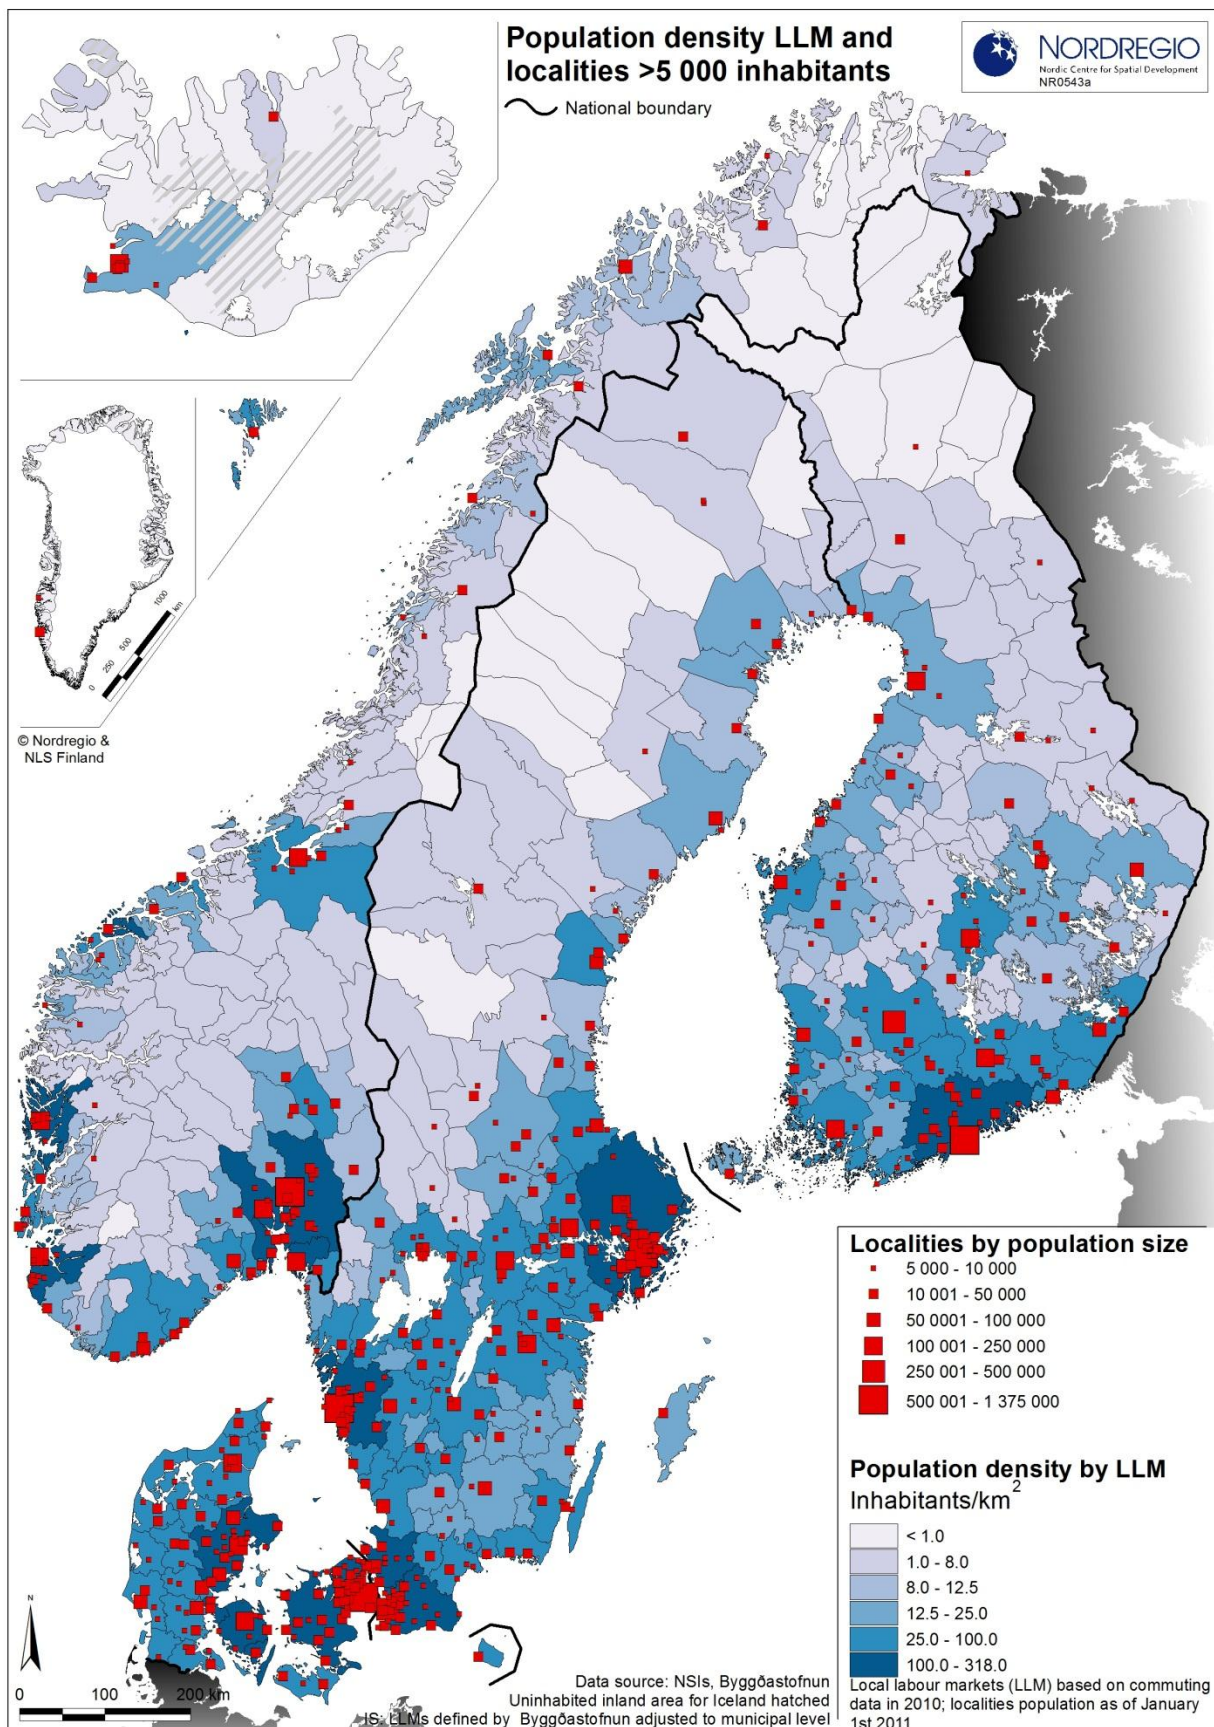 Population density LLM and
localities >5 000 inhabitants
National boundary
NORDREGIO
Nordic Centre for Spatial Development
NR0543a
0 250 500 1000
km
© Nordregio &
NLS Finland
Localities by population size
5 000 - 10 000
10 001 - 50 000
50 0001 - 100 000
100 001 - 250 000
250 001 - 500 000
500 001 - 1 375 000
Population density by LLM
Inhabitants/km²
< 1.0
1.0 - 8.0
8.0 - 12.5
12.5 - 25.0
25.0 - 100.0
100.0 - 318.0
Local labour markets (LLM) based on commuting
data in 2010; localities population as of January
1st 2011
N
0 100 200 km
Data source: NSIs, Byggðastofnun
Uninhabited inland area for Iceland hatched
IS: LLMs defined by Byggðastofnun adjusted to municipal level